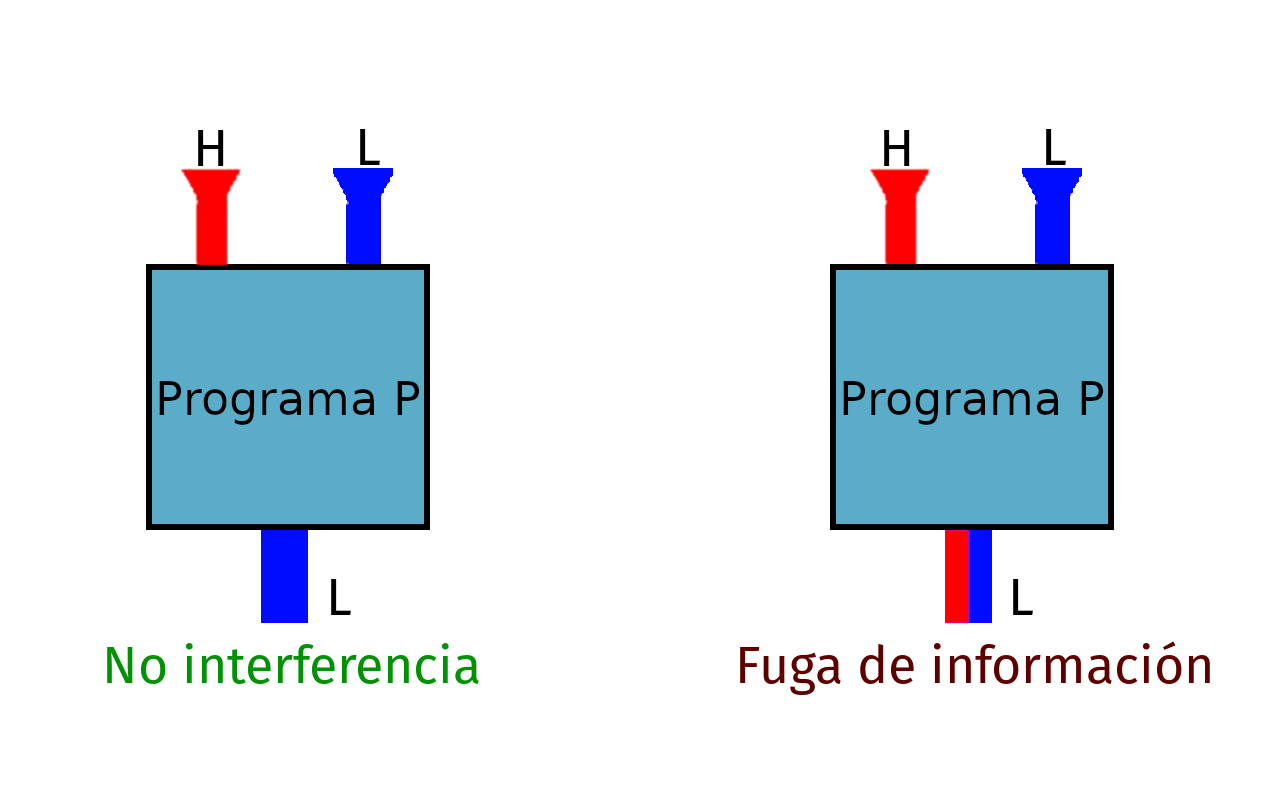 H L
Programa P
L
No interferencia
H L
Programa P
L
Fuga de información